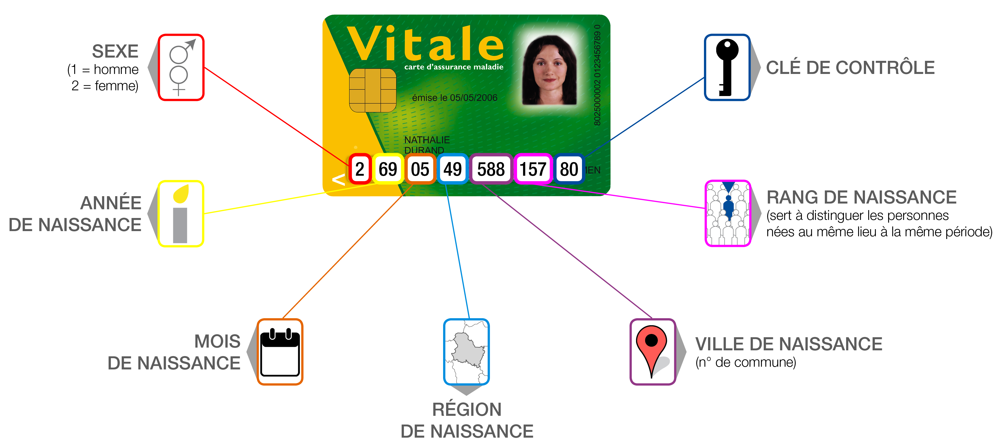 Vitale
carte d'assurance maladie
émise le 05/05/2006
8025000002 0123456789 0
NATHALIE
DURAND
<
2 69 05 49 588 157 80
SEXE
(1 = homme
2 = femme)
ANNÉE
DE NAISSANCE
MOIS
DE NAISSANCE
RÉGION
DE NAISSANCE
VILLE DE NAISSANCE
(n° de commune)
RANG DE NAISSANCE
(sert à distinguer les personnes
nées au même lieu à la même période)
CLÉ DE CONTRÔLE